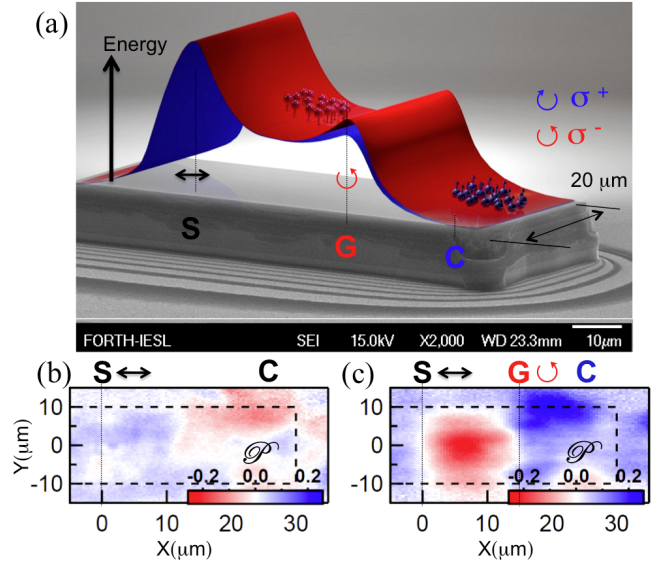 (a)
Energy
σ+
σ-
20 μm
S
G
C
FORTH-IESL SEI 15.0kV X2,000 WD 23.3mm 10μm
(b) S C
(c) S G C
Y(μm)
10
0
-10
𝒫
-0.2 0.0 0.2
0 10 20 30
X(μm)
10
0
-10
𝒫
-0.2 0.0 0.2
0 10 20 30
X(μm)